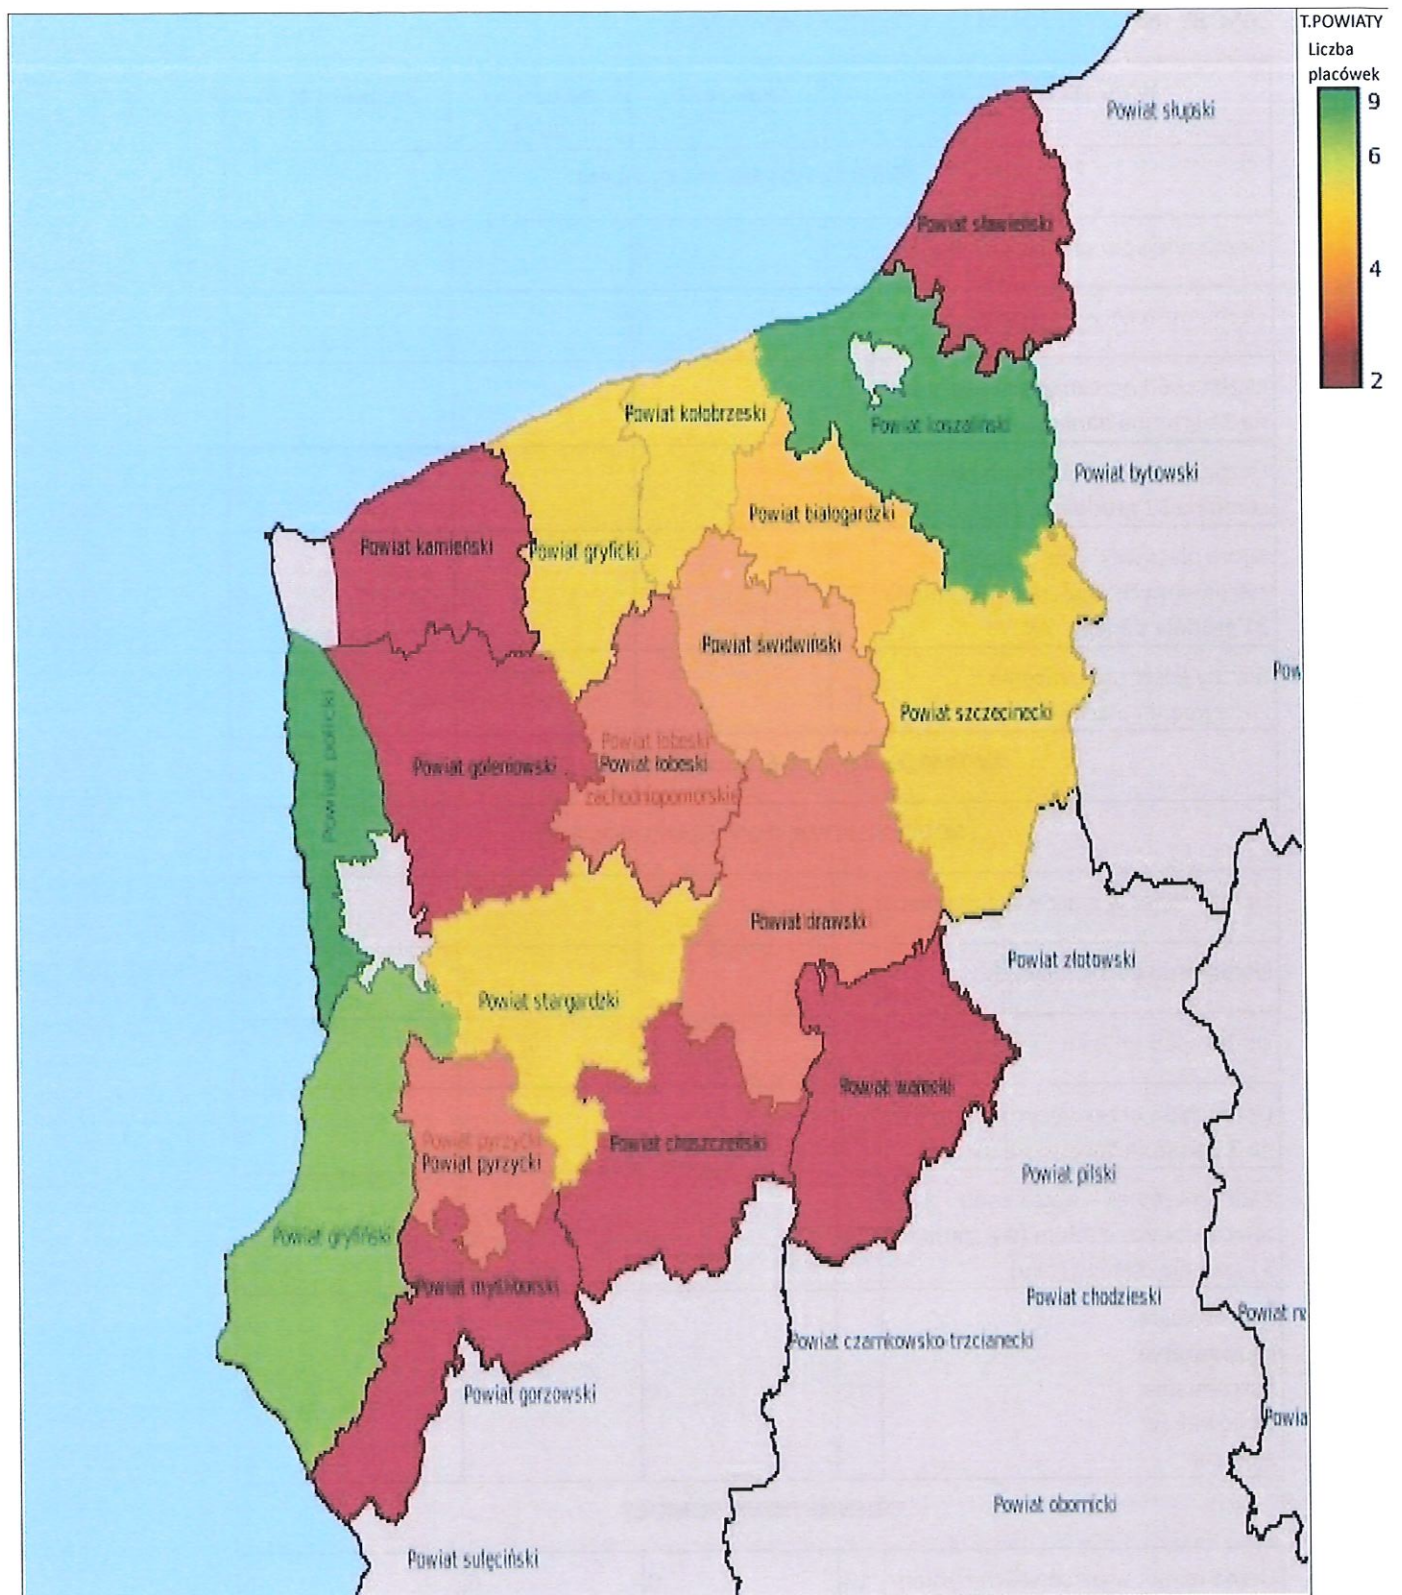 T.POWIATY
Liczba
placówek
9
6
4
2
Powiat słupski
Powiat sławieński
Powiat kołobrzeski
Powiat koszaliński
Powiat bytowski
Powiat białogardzki
Powiat kamieński
Powiat gryficki
Powiat świdwiński
Pow
Powiat szczecinecki
Powiat policki
Powiat łobeski
Powiat goleniowski
Powiat łobeski
zachodniopomorskie
Powiat drawski
Powiat złotowski
Powiat stargardzki
Powiat wałecki
Powiat pyrzycki
Powiat choszczeński
Powiat pyrzycki
Powiat pilski
Powiat gryfiński
Powiat myśliborski
Powiat chodzieski
Powiat
Powiat czarnkowsko-trzcianecki
Powiat gorzowski
Powia
Powiat obornicki
Powiat sulęciński